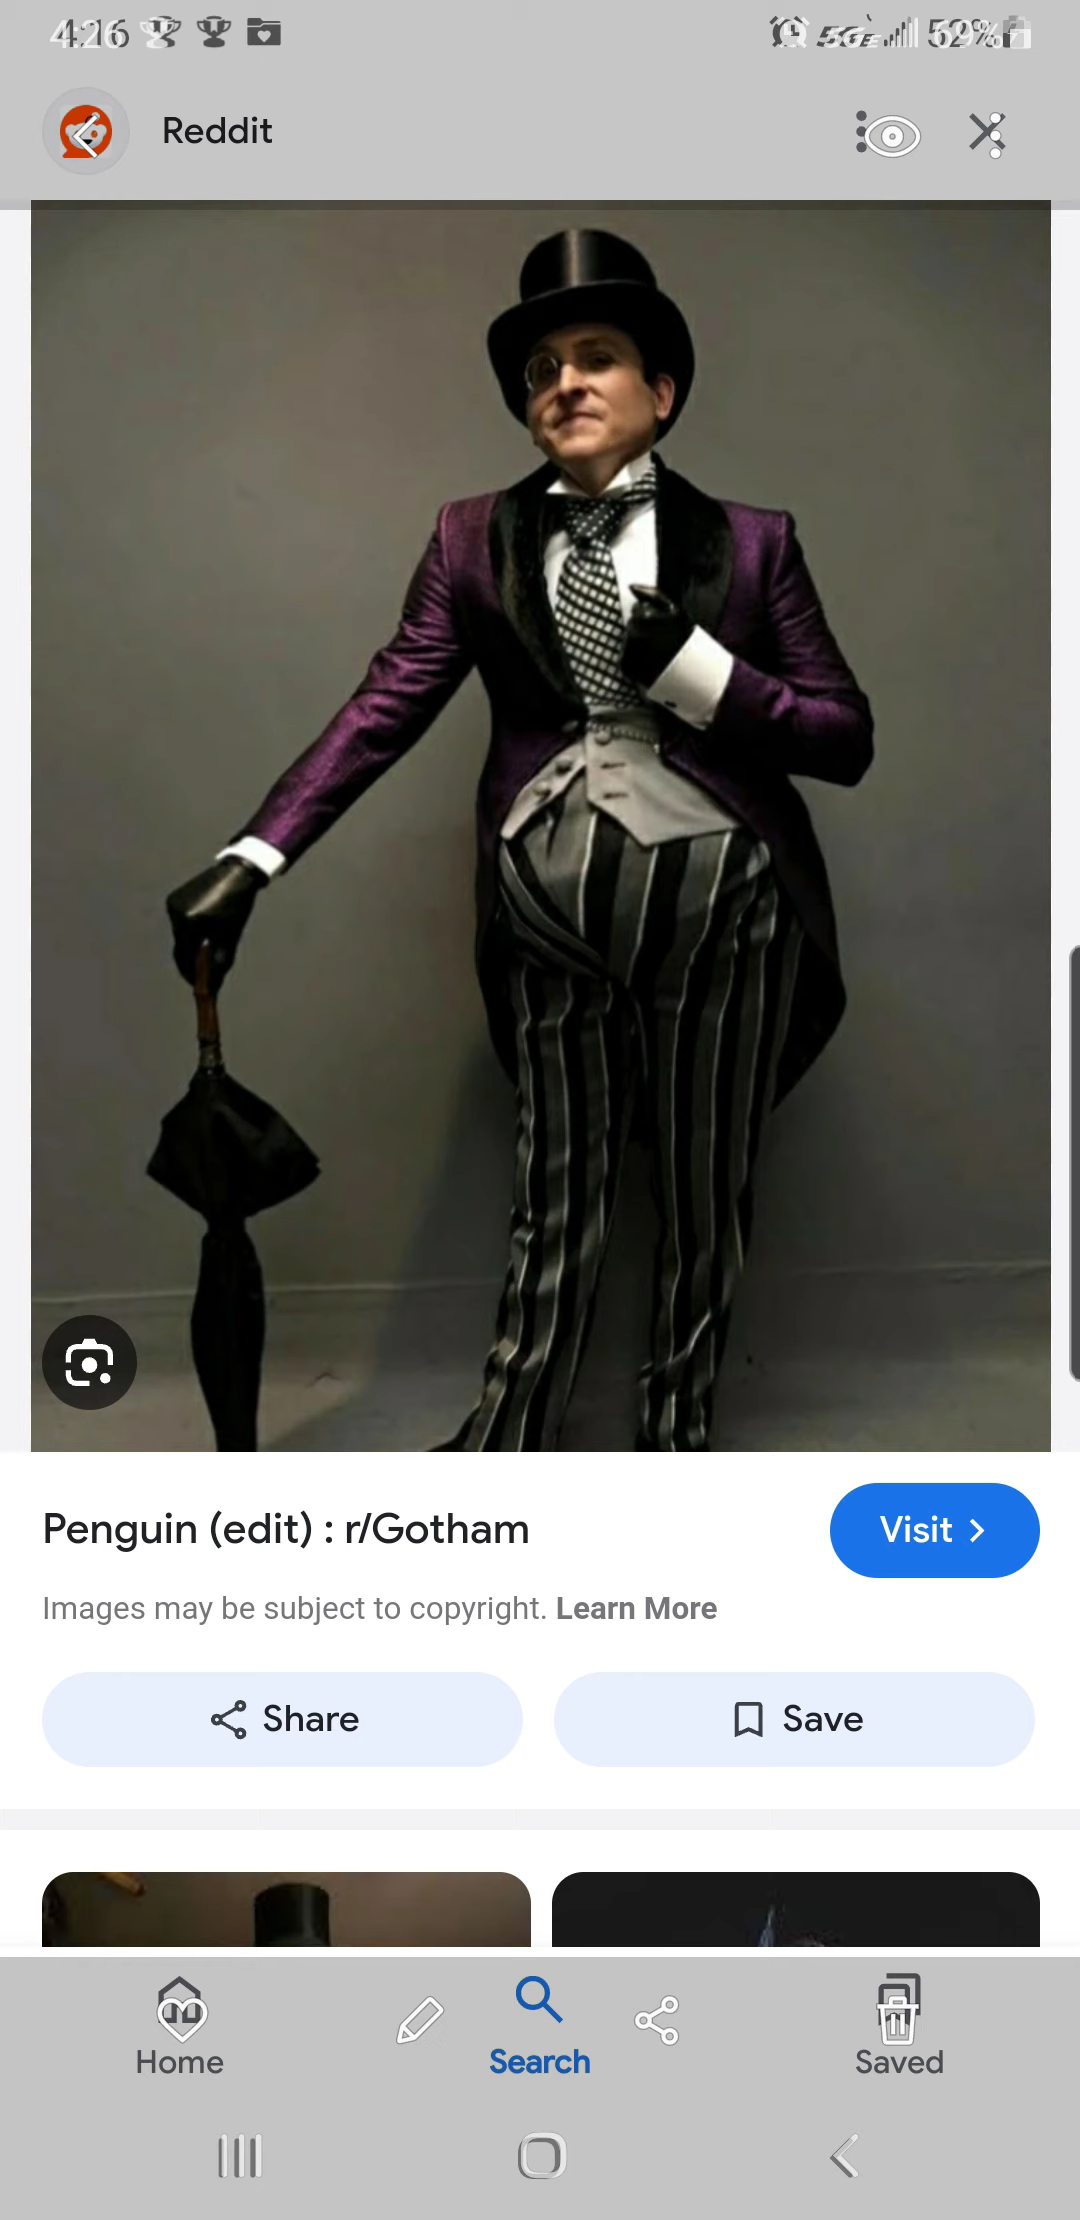 4:26
52%
Reddit
Penguin (edit) : r/Gotham
Visit
Images may be subject to copyright. Learn More
Share
Save
Home
Search
Saved